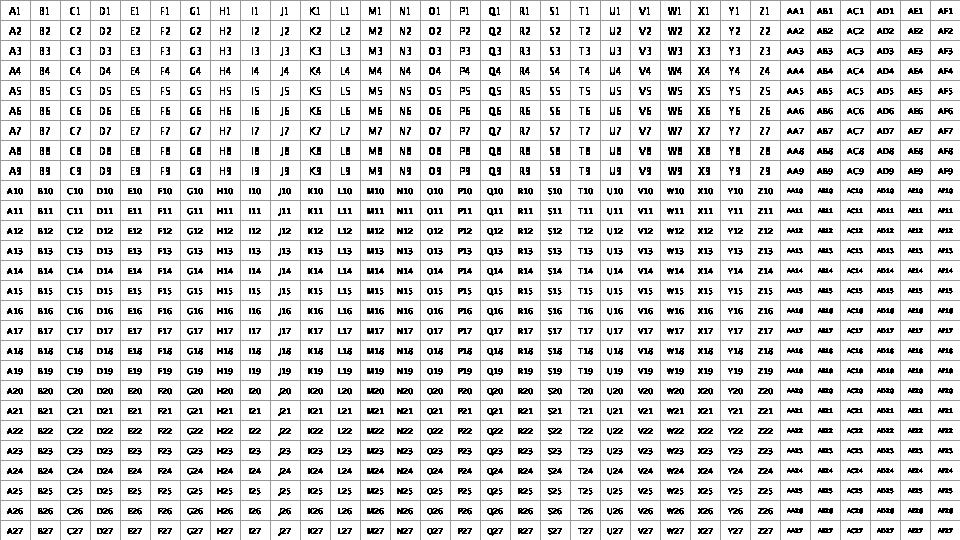 A1 B1 C1 D1 E1 F1 G1 H1 I1 J1 K1 L1 M1 N1 O1 P1 Q1 R1 S1 T1 U1 V1 W1 X1 Y1 Z1 AA1 AB1 AC1 AD1 AE1 AF1
A2 B2 C2 D2 E2 F2 G2 H2 I2 J2 K2 L2 M2 N2 O2 P2 Q2 R2 S2 T2 U2 V2 W2 X2 Y2 Z2 AA2 AB2 AC2 AD2 AE2 AF2
A3 B3 C3 D3 E3 F3 G3 H3 I3 J3 K3 L3 M3 N3 O3 P3 Q3 R3 S3 T3 U3 V3 W3 X3 Y3 Z3 AA3 AB3 AC3 AD3 AE3 AF3
A4 B4 C4 D4 E4 F4 G4 H4 I4 J4 K4 L4 M4 N4 O4 P4 Q4 R4 S4 T4 U4 V4 W4 X4 Y4 Z4 AA4 AB4 AC4 AD4 AE4 AF4
A5 B5 C5 D5 E5 F5 G5 H5 I5 J5 K5 L5 M5 N5 O5 P5 Q5 R5 S5 T5 U5 V5 W5 X5 Y5 Z5 AA5 AB5 AC5 AD5 AE5 AF5
A6 B6 C6 D6 E6 F6 G6 H6 I6 J6 K6 L6 M6 N6 O6 P6 Q6 R6 S6 T6 U6 V6 W6 X6 Y6 Z6 AA6 AB6 AC6 AD6 AE6 AF6
A7 B7 C7 D7 E7 F7 G7 H7 I7 J7 K7 L7 M7 N7 O7 P7 Q7 R7 S7 T7 U7 V7 W7 X7 Y7 Z7 AA7 AB7 AC7 AD7 AE7 AF7
A8 B8 C8 D8 E8 F8 G8 H8 I8 J8 K8 L8 M8 N8 O8 P8 Q8 R8 S8 T8 U8 V8 W8 X8 Y8 Z8 AA8 AB8 AC8 AD8 AE8 AF8
A9 B9 C9 D9 E9 F9 G9 H9 I9 J9 K9 L9 M9 N9 O9 P9 Q9 R9 S9 T9 U9 V9 W9 X9 Y9 Z9 AA9 AB9 AC9 AD9 AE9 AF9
A10 B10 C10 D10 E10 F10 G10 H10 I10 J10 K10 L10 M10 N10 O10 P10 Q10 R10 S10 T10 U10 V10 W10 X10 Y10 Z10 AA10 AB10 AC10 AD10 AE10 AF10
A11 B11 C11 D11 E11 F11 G11 H11 I11 J11 K11 L11 M11 N11 O11 P11 Q11 R11 S11 T11 U11 V11 W11 X11 Y11 Z11 AA11 AB11 AC11 AD11 AE11 AF11
A12 B12 C12 D12 E12 F12 G12 H12 I12 J12 K12 L12 M12 N12 O12 P12 Q12 R12 S12 T12 U12 V12 W12 X12 Y12 Z12 AA12 AB12 AC12 AD12 AE12 AF12
A13 B13 C13 D13 E13 F13 G13 H13 I13 J13 K13 L13 M13 N13 O13 P13 Q13 R13 S13 T13 U13 V13 W13 X13 Y13 Z13 AA13 AB13 AC13 AD13 AE13 AF13
A14 B14 C14 D14 E14 F14 G14 H14 I14 J14 K14 L14 M14 N14 O14 P14 Q14 R14 S14 T14 U14 V14 W14 X14 Y14 Z14 AA14 AB14 AC14 AD14 AE14 AF14
A15 B15 C15 D15 E15 F15 G15 H15 I15 J15 K15 L15 M15 N15 O15 P15 Q15 R15 S15 T15 U15 V15 W15 X15 Y15 Z15 AA15 AB15 AC15 AD15 AE15 AF15
A16 B16 C16 D16 E16 F16 G16 H16 I16 J16 K16 L16 M16 N16 O16 P16 Q16 R16 S16 T16 U16 V16 W16 X16 Y16 Z16 AA16 AB16 AC16 AD16 AE16 AF16
A17 B17 C17 D17 E17 F17 G17 H17 I17 J17 K17 L17 M17 N17 O17 P17 Q17 R17 S17 T17 U17 V17 W17 X17 Y17 Z17 AA17 AB17 AC17 AD17 AE17 AF17
A18 B18 C18 D18 E18 F18 G18 H18 I18 J18 K18 L18 M18 N18 O18 P18 Q18 R18 S18 T18 U18 V18 W18 X18 Y18 Z18 AA18 AB18 AC18 AD18 AE18 AF18
A19 B19 C19 D19 E19 F19 G19 H19 I19 J19 K19 L19 M19 N19 O19 P19 Q19 R19 S19 T19 U19 V19 W19 X19 Y19 Z19 AA19 AB19 AC19 AD19 AE19 AF19
A20 B20 C20 D20 E20 F20 G20 H20 I20 J20 K20 L20 M20 N20 O20 P20 Q20 R20 S20 T20 U20 V20 W20 X20 Y20 Z20 AA20 AB20 AC20 AD20 AE20 AF20
A21 B21 C21 D21 E21 F21 G21 H21 I21 J21 K21 L21 M21 N21 O21 P21 Q21 R21 S21 T21 U21 V21 W21 X21 Y21 Z21 AA21 AB21 AC21 AD21 AE21 AF21
A22 B22 C22 D22 E22 F22 G22 H22 I22 J22 K22 L22 M22 N22 O22 P22 Q22 R22 S22 T22 U22 V22 W22 X22 Y22 Z22 AA22 AB22 AC22 AD22 AE22 AF22
A23 B23 C23 D23 E23 F23 G23 H23 I23 J23 K23 L23 M23 N23 O23 P23 Q23 R23 S23 T23 U23 V23 W23 X23 Y23 Z23 AA23 AB23 AC23 AD23 AE23 AF23
A24 B24 C24 D24 E24 F24 G24 H24 I24 J24 K24 L24 M24 N24 O24 P24 Q24 R24 S24 T24 U24 V24 W24 X24 Y24 Z24 AA24 AB24 AC24 AD24 AE24 AF24
A25 B25 C25 D25 E25 F25 G25 H25 I25 J25 K25 L25 M25 N25 O25 P25 Q25 R25 S25 T25 U25 V25 W25 X25 Y25 Z25 AA25 AB25 AC25 AD25 AE25 AF25
A26 B26 C26 D26 E26 F26 G26 H26 I26 J26 K26 L26 M26 N26 O26 P26 Q26 R26 S26 T26 U26 V26 W26 X26 Y26 Z26 AA26 AB26 AC26 AD26 AE26 AF26
A27 B27 C27 D27 E27 F27 G27 H27 I27 J27 K27 L27 M27 N27 O27 P27 Q27 R27 S27 T27 U27 V27 W27 X27 Y27 Z27 AA27 AB27 AC27 AD27 AE27 AF27